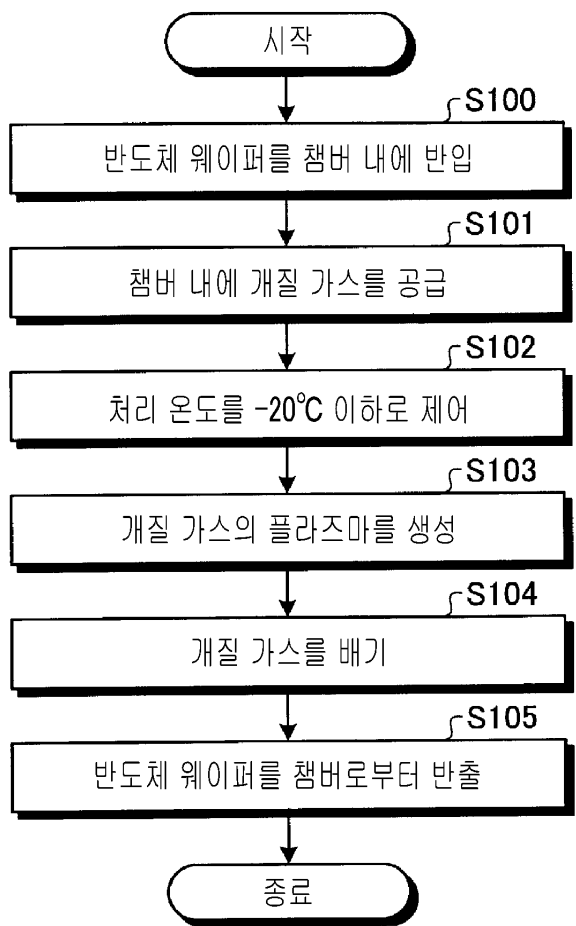 시작
S100
반도체 웨이퍼를 챔버 내에 반입
S101
챔버 내에 개질 가스를 공급
S102
처리 온도를 -20°C 이하로 제어
S103
개질 가스의 플라즈마를 생성
S104
개질 가스를 배기
S105
반도체 웨이퍼를 챔버로부터 반출
종료